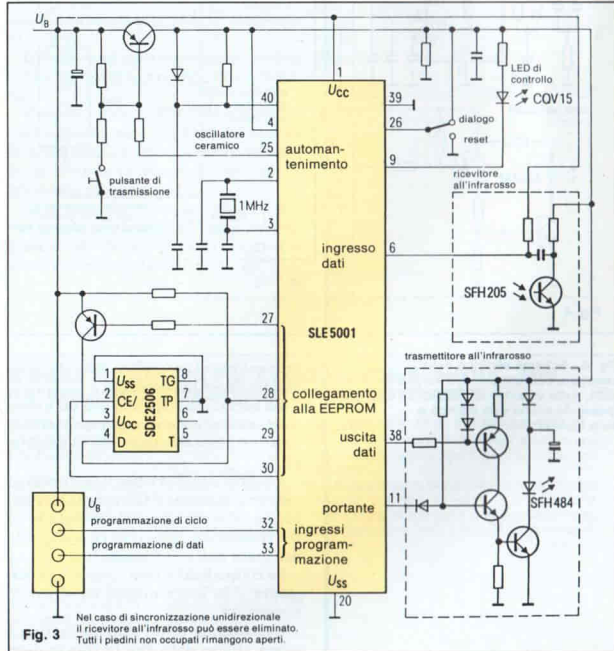 U_B
1
U_CC
40
39
LED di
controllo
CQV15
4
26
dialogo
reset
oscillatore
ceramico
25
automan-
tenimento
9
2
ricevitore
all'infrarosso
pulsante di
trasmissione
1MHz
3
ingresso
dati
6
SFH205
27
SLE5001
trasmettitore all'infrarosso
1 U_SS TG 8
2 CE/ TP 7
3 U_CC 6
4 D T 5
SDE2506
28
collegamento
alla EEPROM
29
uscita
dati
38
30
SFH484
portante
11
U_B
programmazione di ciclo
32
ingressi
program-
mazione
programmazione di dati
33
U_SS
20
Fig. 3
Nel caso di sincronizzazione unidirezionale
il ricevitore all'infrarosso può essere eliminato.
Tutti i piedini non occupati rimangono aperti.